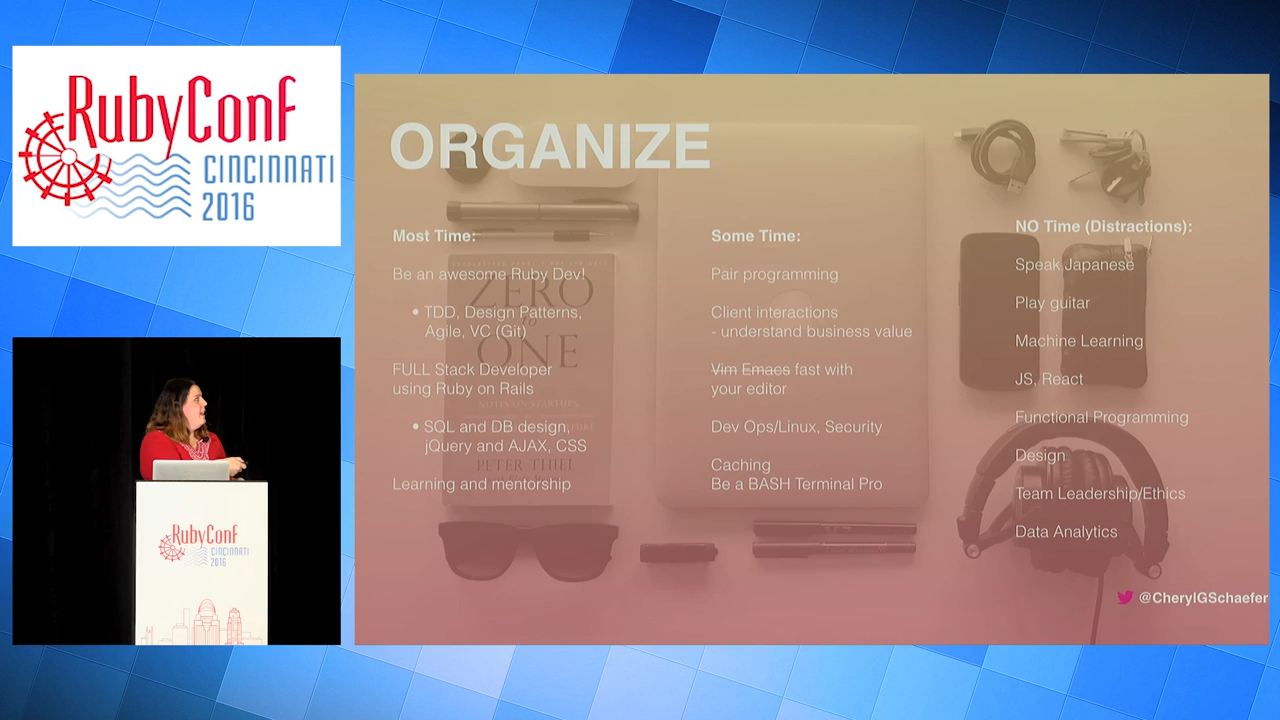 RubyConf
CINCINNATI
2016
RubyConf
CINCINNATI
2016
ORGANIZE
Most Time:
Be an awesome Ruby Dev!
• TDD, Design Patterns,
Agile, VC (Git)
FULL Stack Developer
using Ruby on Rails
• SQL and DB design,
jQuery and AJAX, CSS
Learning and mentorship
Some Time:
Pair programming
Client interactions
- understand business value
Vim Emacs fast with
your editor
Dev Ops/Linux, Security
Caching
Be a BASH Terminal Pro
NO Time (Distractions):
Speak Japanese
Play guitar
Machine Learning
JS, React
Functional Programming
Design
Team Leadership/Ethics
Data Analytics
@CherylGSchaefer
ZERO
to
ONE
NOTES ON STARTUPS
PETER THIEL